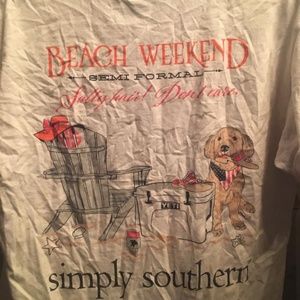 BEACH WEEKEND
SEMI FORMAL
Salty hair! Don't care.
YETI
simply southern